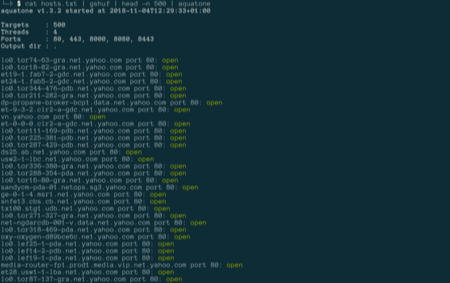 $ cat hosts.txt | gshuf | head -n 500 | aquatone
aquatone v1.3.2 started at 2018-11-04T12:29:33+01:00
Targets : 500
Threads : 4
Ports : 80, 443, 8000, 8080, 8443
Output dir : .
lo0.tor74-63-gra.net.yahoo.com port 80: open
lo0.tor18-02-gra.net.yahoo.com port 80: open
et19-1.fab7-2-gdc.net.yahoo.com port 80: open
et24-1.fab5-2-gdc.net.yahoo.com port 80: open
lo0.tor344-476-pdb.net.yahoo.com port 80: open
lo0.tor211-282-gra.net.yahoo.com port 80: open
dp-propane-broker-bcp1.data.net.yahoo.com port 80: open
et-9-3-2.clr2-a-gdc.net.yahoo.com port 80: open
vn.yahoo.com port 80: open
et-0-0-0.clr2-a-gdc.net.yahoo.com port 80: open
lo0.tor111-169-pdb.net.yahoo.com port 80: open
lo0.tor225-381-pdb.net.yahoo.com port 80: open
lo0.tor287-429-pdb.net.yahoo.com port 80: open
ds25.ab.net.yahoo.com port 80: open
usw2-1-lbc.net.yahoo.com port 80: open
lo0.tor336-380-gra.net.yahoo.com port 80: open
lo0.tor288-354-pda.net.yahoo.com port 80: open
lo0.tor16-80-gra.net.yahoo.com port 80: open
sandycm-pda-01.netops.sg3.yahoo.com port 80: open
ge-0-1-4.msr1.net.yahoo.com port 80: open
snfe13.cbs.cb.net.yahoo.com port 80: open
txt00.stg1.udb.net.yahoo.com port 80: open
lo0.tor271-327-gra.net.yahoo.com port 80: open
net-ngdarcdb-001-v.data.net.yahoo.com port 80: open
lo0.tor318-469-pda.net.yahoo.com port 80: open
oxy-oxygen-d89bce6c.net.yahoo.com port 80: open
lo0.lef25-1-pda.net.yahoo.com port 80: open
lo0.lef14-2-pdb.net.yahoo.com port 80: open
lo0.lef19-1-pda.net.yahoo.com port 80: open
media-router-fp1.prod1.media.vip.net.yahoo.com port 80: open
et28.usw1-1-lba.net.yahoo.com port 80: open
lo0.tor87-137-gra.net.yahoo.com port 80: open